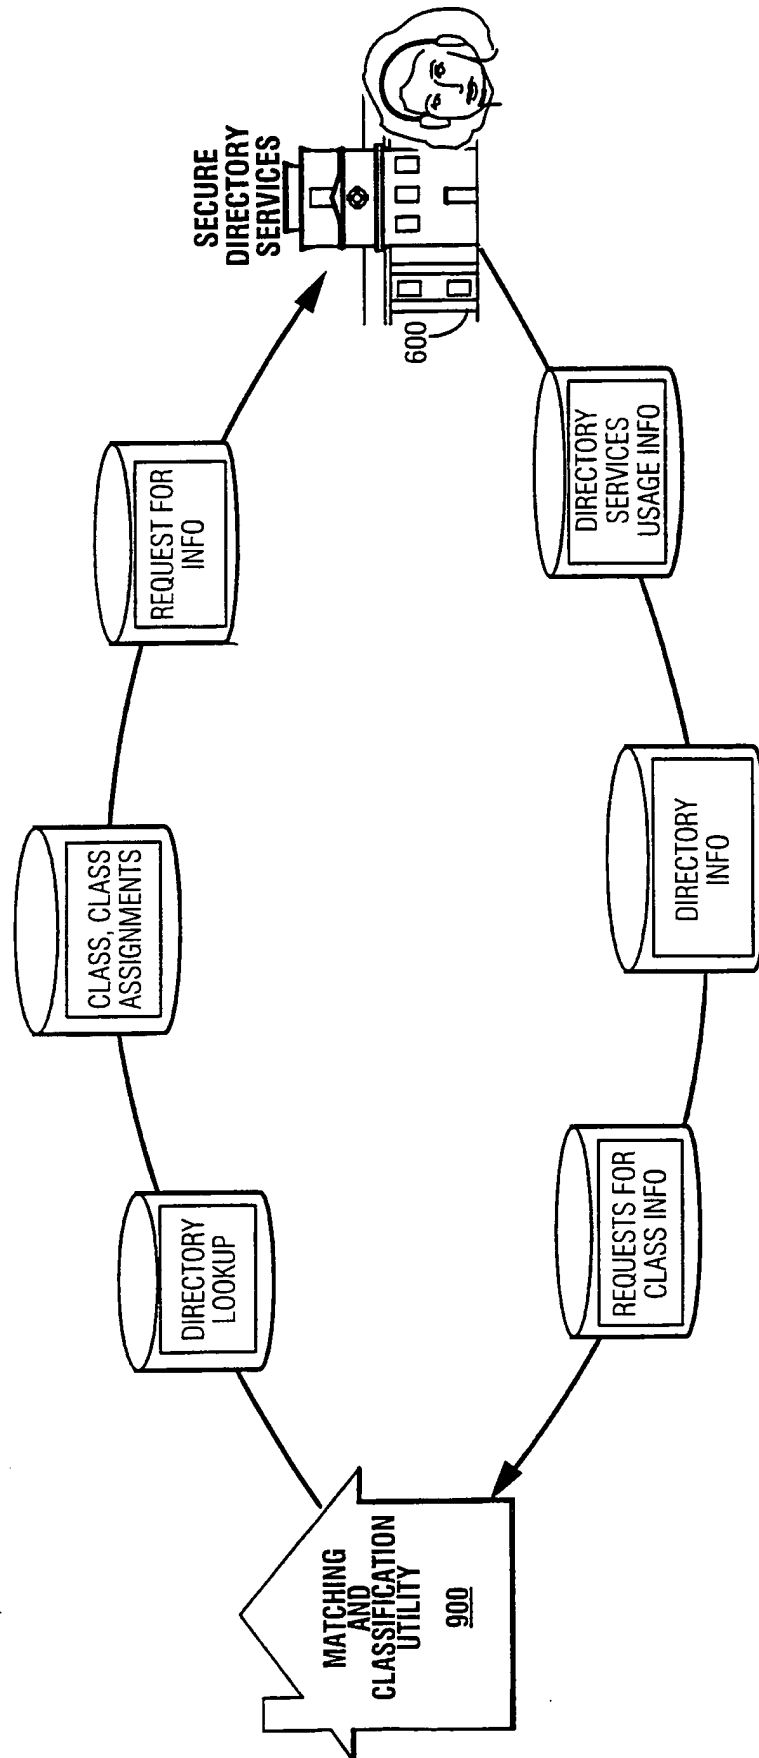 SECURE
DIRECTORY
SERVICES
600
REQUEST FOR
INFO
CLASS, CLASS
ASSIGNMENTS
DIRECTORY
LOOKUP
MATCHING
AND
CLASSIFICATION
UTILITY
900
REQUESTS FOR
CLASS INFO
DIRECTORY
INFO
DIRECTORY
SERVICES
USAGE INFO